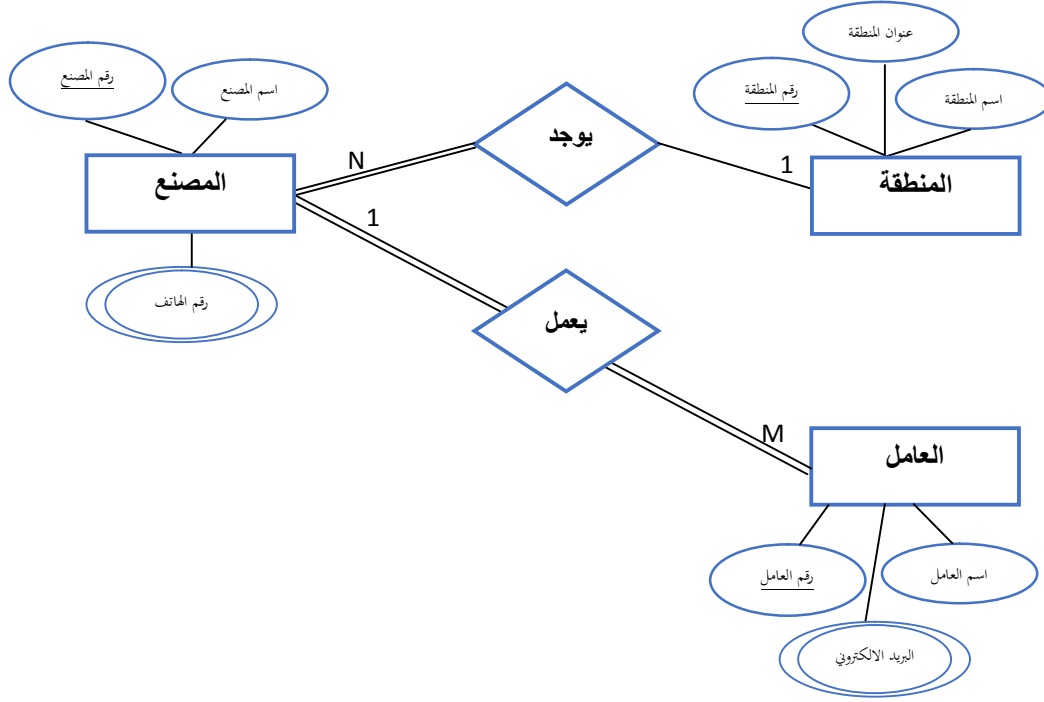 عنوان المنطقة
رقم المصنع
اسم المصنع
رقم المنطقة
اسم المنطقة
يوجد
N
1
المصنع
المنطقة
1
رقم الهاتف
يعمل
M
العامل
رقم العامل
اسم العامل
البريد الالكتروني